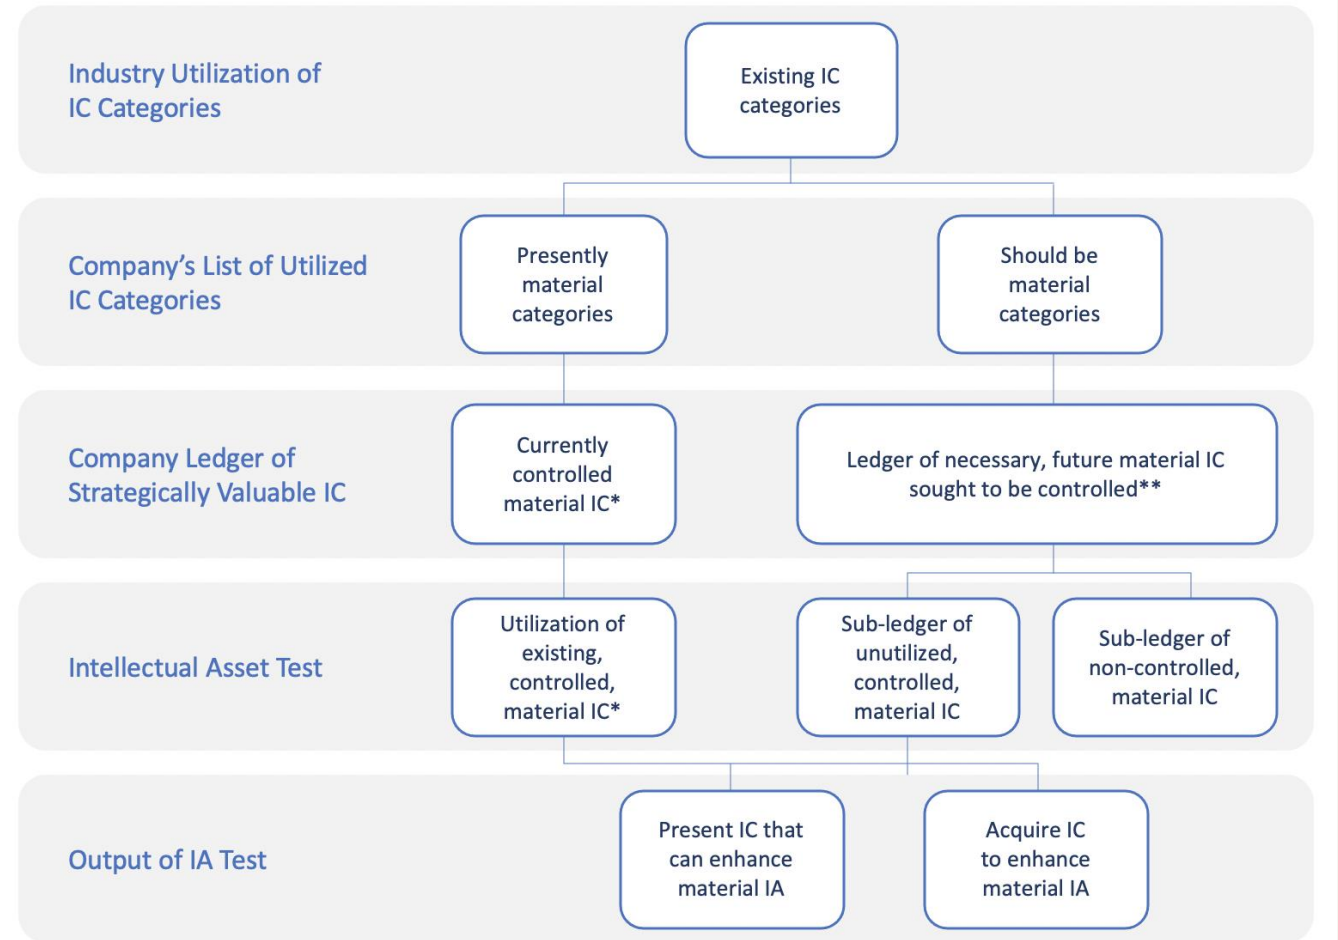 Industry Utilization of
IC Categories
Existing IC
categories
Company’s List of Utilized
IC Categories
Presently
material
categories
Should be
material
categories
Company Ledger of
Strategically Valuable IC
Currently
controlled
material IC*
Ledger of necessary, future material IC
sought to be controlled**
Intellectual Asset Test
Utilization of
existing,
controlled,
material IC*
Sub-ledger of
unutilized,
controlled,
material IC
Sub-ledger of
non-controlled,
material IC
Output of IA Test
Present IC that
can enhance
material IA
Acquire IC
to enhance
material IA